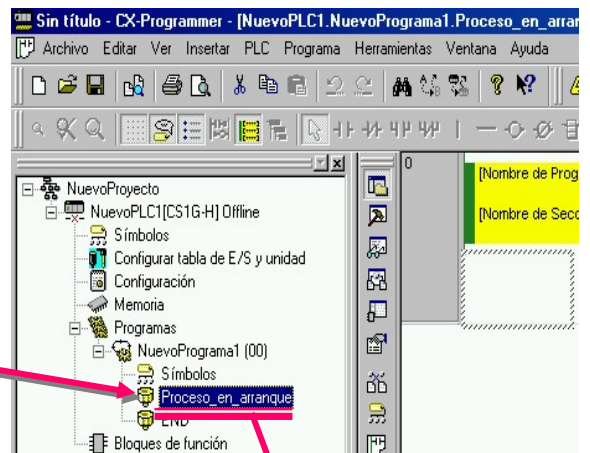 Sin título - CX-Programmer - [NuevoPLC1.NuevoPrograma1.Proceso_en_arran
Archivo Editar Ver Insertar PLC Programa Herramientas Ventana Ayuda
NuevoProyecto
NuevoPLC1[CS1G-H] Offline
Símbolos
Configurar tabla de E/S y unidad
Configuración
Memoria
Programas
NuevoPrograma1 (00)
Símbolos
Proceso_en_arranque
END
Bloques de función
0
[Nombre de Prog
[Nombre de Secc